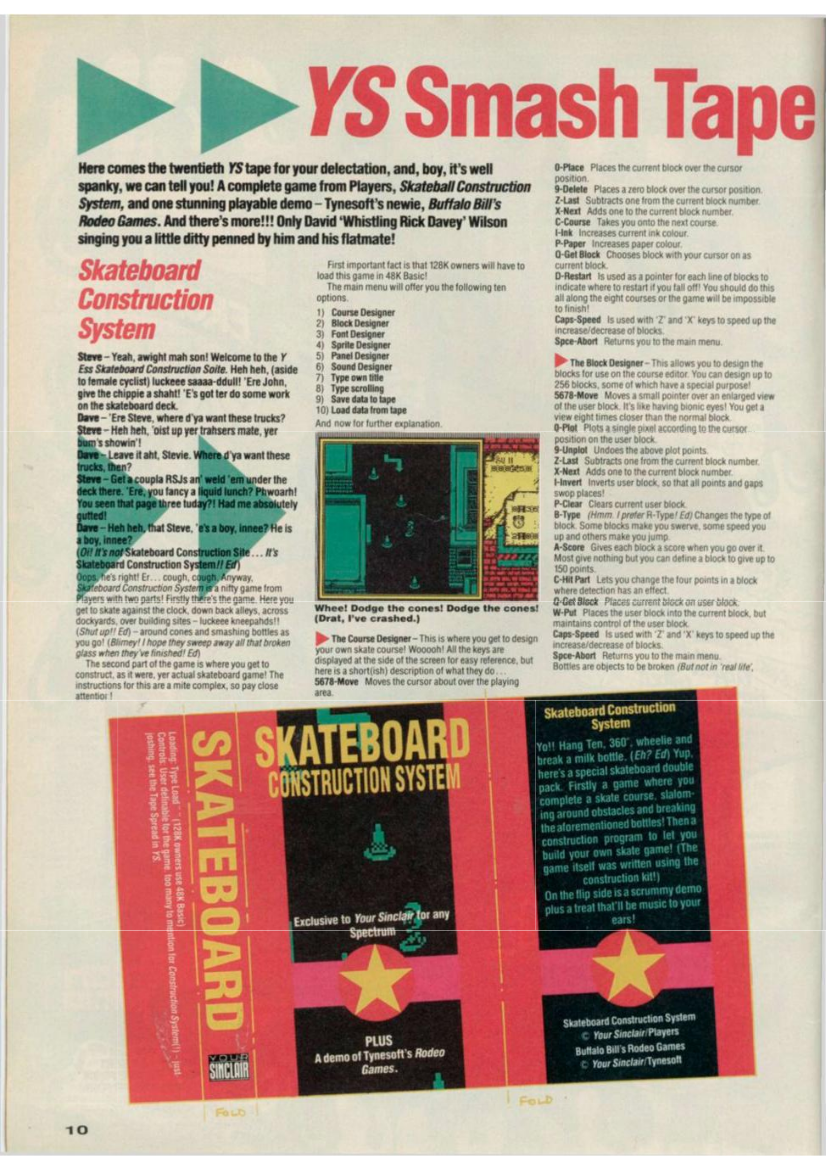 YS Smash Tape
Here comes the twentieth YS tape for your delectation, and, boy, it's well
spanky, we can tell you! A complete game from Players, Skateball Construction
System, and one stunning playable demo – Tynesoft's newie, Buffalo Bill's
Rodeo Games. And there's more!!! Only David 'Whistling Rick Davey' Wilson
singing you a little ditty penned by him and his flatmate!
Skateboard
Construction
System
Steve – Yeah, awight mah son! Welcome to the Y
Ess Skateboard Construction Soite. Heh heh, (aside
to female cyclist) luckeee saaaa-ddull! 'Ere John,
give the chippie a shaht! 'E's got ter do some work
on the skateboard deck.
Dave – 'Ere Steve, where d'ya want these trucks?
Steve – Heh heh, 'oist up yer trahsers mate, yer
bum's showin'!
Dave – Leave it aht, Stevie. Where d'ya want these
trucks, then?
Steve – Get a coupla RSJs an' weld 'em under the
deck there. 'Ere, you fancy a liquid lunch? Phwoarh!
You seen that page three today?! Had me absolutely
gutted!
Dave – Heh heh, that Steve, 'e's a boy, innee? He is
a boy, innee?
(Oi! It's not Skateboard Construction Site... It's
Skateboard Construction System!! Ed)
Oops, he's right! Er... cough, cough. Anyway,
Skateboard Construction System is a nifty game from
Players with two parts! Firstly there's the game. Here you
get to skate against the clock, down back alleys, across
dockyards, over building sites – luckeee kneepahds!!
(Shut up!! Ed) – around cones and smashing bottles as
you go! (Blimey! I hope they sweep away all that broken
glass when they've finished! Ed)
The second part of the game is where you get to
construct, as it were, yer actual skateboard game! The
instructions for this are a mite complex, so pay close
attention!
First important fact is that 128K owners will have to
load this game in 48K Basic!
The main menu will offer you the following ten
options.
1) Course Designer
2) Block Designer
3) Font Designer
4) Sprite Designer
5) Panel Designer
6) Sound Designer
7) Type own title
8) Type scrolling
9) Save data to tape
10) Load data from tape
And now for further explanation.
Whee! Dodge the cones! Dodge the cones!
(Drat, I've crashed.)
The Course Designer – This is where you get to design
your own skate course! Wooooh! All the keys are
displayed at the side of the screen for easy reference, but
here is a short(ish) description of what they do...
5678-Move Moves the cursor about over the playing
area.
0-Place Places the current block over the cursor
position.
9-Delete Places a zero block over the cursor position.
Z-Last Subtracts one from the current block number.
X-Next Adds one to the current block number.
C-Course Takes you onto the next course.
I-Ink Increases current ink colour.
P-Paper Increases paper colour.
Q-Get Block Chooses block with your cursor on as
current block.
D-Restart Is used as a pointer for each line of blocks to
indicate where to restart if you fall off! You should do this
all along the eight courses or the game will be impossible
to finish!
Caps-Speed Is used with 'Z' and 'X' keys to speed up the
increase/decrease of blocks.
Spce-Abort Returns you to the main menu.
The Block Designer – This allows you to design the
blocks for use on the course editor. You can design up to
256 blocks, some of which have a special purpose!
5678-Move Moves a small pointer over an enlarged view
of the user block. It's like having bionic eyes! You get a
view eight times closer than the normal block.
0-Plot Plots a single pixel according to the cursor
position on the user block.
9-Unplot Undoes the above plot points.
Z-Last Subtracts one from the current block number.
X-Next Adds one to the current block number.
I-Invert Inverts user block, so that all points and gaps
swop places!
P-Clear Clears current user block.
B-Type (Hmm. I prefer R-Type! Ed) Changes the type of
block. Some blocks make you swerve, some speed you
up and others make you jump.
A-Score Gives each block a score when you go over it.
Most give nothing but you can define a block to give up to
150 points.
C-Hit Part Lets you change the four points in a block
where detection has an effect.
Q-Get Block Places current block on user block.
W-Put Places the user block into the current block, but
maintains control of the user block.
Caps-Speed Is used with 'Z' and 'X' keys to speed up the
increase/decrease of blocks.
Spce-Abort Returns you to the main menu.
Bottles are objects to be broken (But not in 'real life',
Loading: Type Load "" (128K owners use 48K Basic)
Controls: User definable for the game, too many to mention for Construction System(!) – just
joshing, see the Tape Spread in YS.
SKATEBOARD
YOUR
SINCLAIR
SKATEBOARD
CONSTRUCTION SYSTEM
Exclusive to Your Sinclair for any
Spectrum
PLUS
A demo of Tynesoft's Rodeo
Games.
Skateboard Construction
System
Yo!! Hang Ten, 360°, wheelie and
break a milk bottle. (Eh? Ed) Yup,
here's a special skateboard double
pack. Firstly a game where you
complete a skate course, slalom-
ing around obstacles and breaking
the aforementioned bottles! Then a
construction program to let you
build your own skate game! (The
game itself was written using the
construction kit!)
On the flip side is a scrummy demo
plus a treat that'll be music to your
ears!
Skateboard Construction System
© Your Sinclair/Players
Buffalo Bill's Rodeo Games
© Your Sinclair/Tynesoft
FOLD
FOLD
10